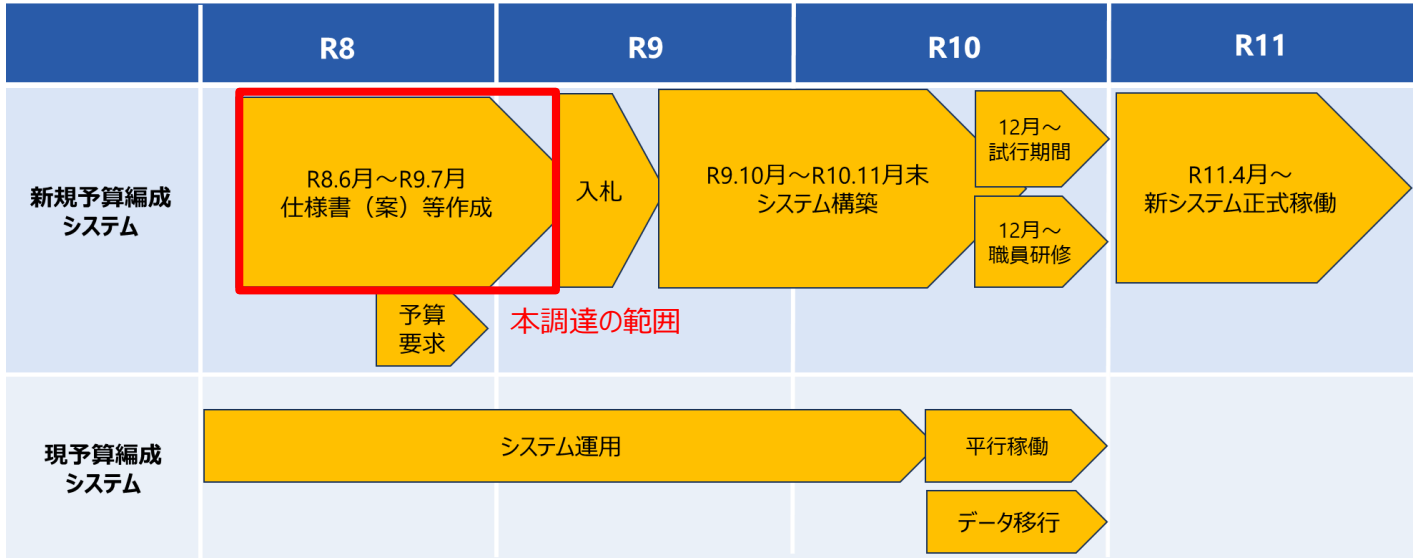 R8
R9
R10
R11
新規予算編成
システム
R8.6月～R9.7月
仕様書（案）等作成
入札
R9.10月～R10.11月末
システム構築
12月～
試行期間
12月～
職員研修
R11.4月～
新システム正式稼働
予算
要求
本調達の範囲
現予算編成
システム
システム運用
平行稼働
データ移行